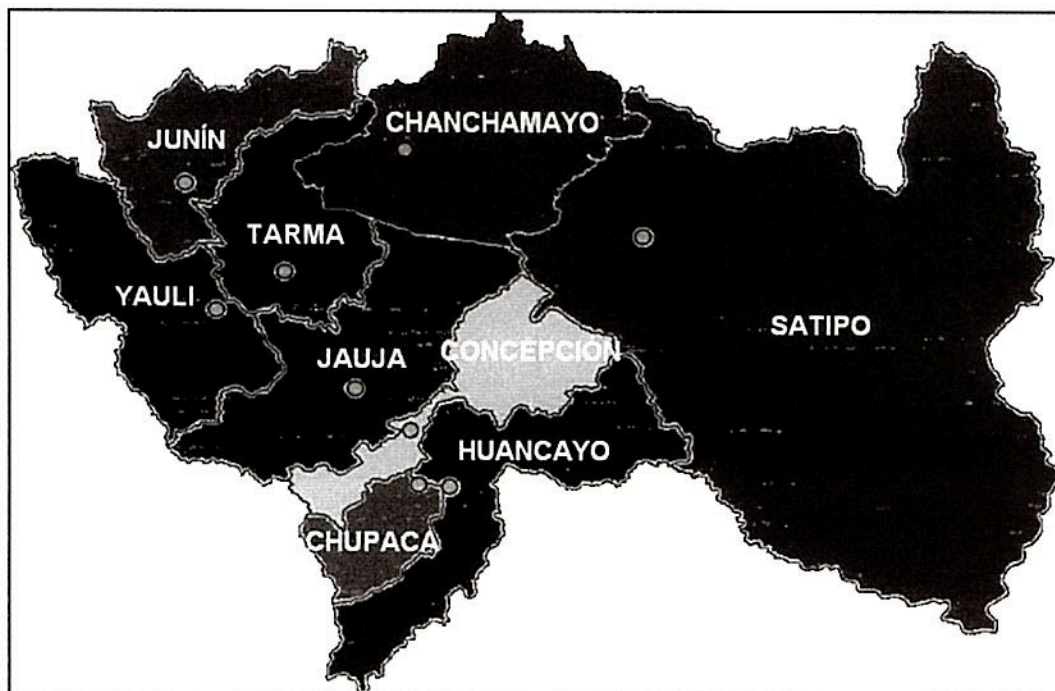 CHANCHAMAYO
JUNÍN
TARMA
YAULI
SATIPO
CONCEPCIÓN
JAUJA
HUANCAYO
CHUPACA